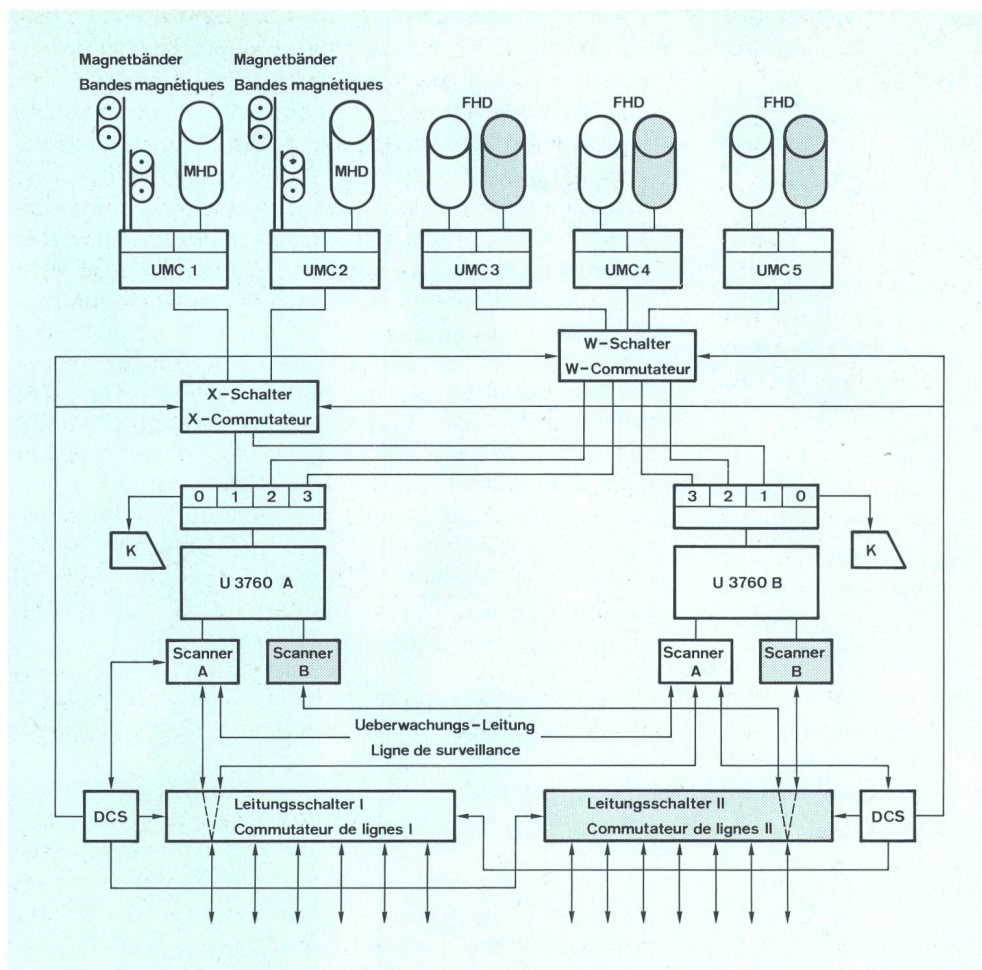 Magnetbänder Magnetbänder
Bandes magnétiques Bandes magnétiques
FHD FHD FHD
MHD MHD
UMC 1 UMC 2 UMC 3 UMC 4 UMC 5
W-Schalter
W-Commutateur
X-Schalter
X-Commutateur
0 1 2 3 3 2 1 0
K K
U 3760 A U 3760 B
Scanner Scanner Scanner Scanner
A B A B
Ueberwachungs-Leitung
Ligne de surveillance
DCS Leitungsschalter I Leitungsschalter II DCS
Commutateur de lignes I Commutateur de lignes II